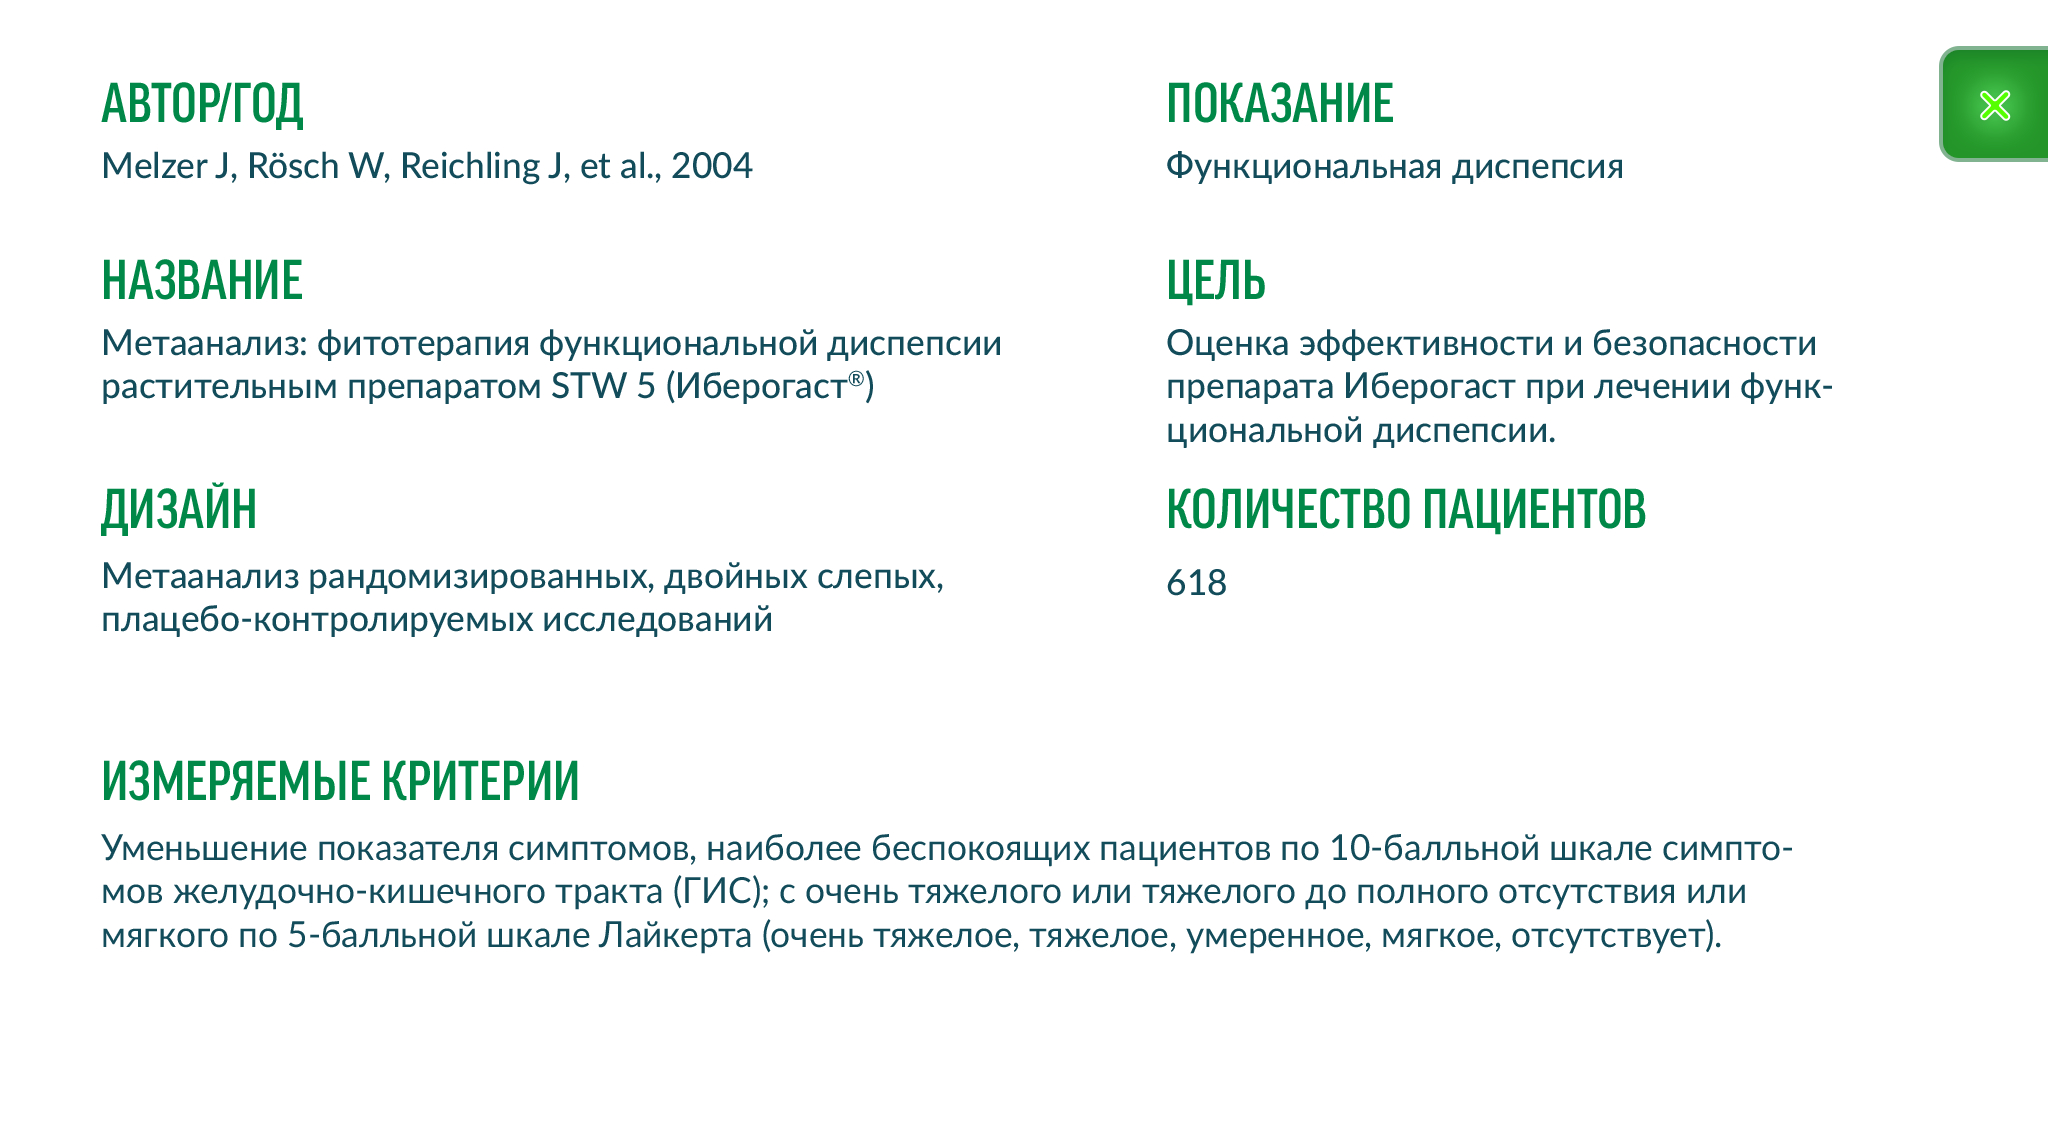 АВТОР/ГОД
Melzer J, Rösch W, Reichling J, et al., 2004
ПОКАЗАНИЕ
Функциональная диспепсия
НАЗВАНИЕ
Метаанализ: фитотерапия функциональной диспепсии
растительным препаратом STW 5 (Иберогаст®)
ЦЕЛЬ
Оценка эффективности и безопасности
препарата Иберогаст при лечении функ-
циональной диспепсии.
ДИЗАЙН
Метаанализ рандомизированных, двойных слепых,
плацебо-контролируемых исследований
КОЛИЧЕСТВО ПАЦИЕНТОВ
618
ИЗМЕРЯЕМЫЕ КРИТЕРИИ
Уменьшение показателя симптомов, наиболее беспокоящих пациентов по 10-балльной шкале симпто-
мов желудочно-кишечного тракта (ГИС); с очень тяжелого или тяжелого до полного отсутствия или
мягкого по 5-балльной шкале Лайкерта (очень тяжелое, тяжелое, умеренное, мягкое, отсутствует).